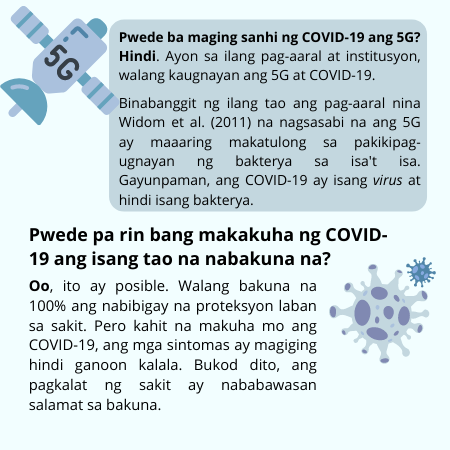 5G
Pwede ba maging sanhi ng COVID-19 ang 5G?
Hindi. Ayon sa ilang pag-aaral at institusyon,
walang kaugnayan ang 5G at COVID-19.
Binabanggit ng ilang tao ang pag-aaral nina
Widom et al. (2011) na nagsasabi na ang 5G
ay maaaring makatulong sa pakikipag-
ugnayan ng bakterya sa isa't isa.
Gayunpaman, ang COVID-19 ay isang virus at
hindi isang bakterya.
Pwede pa rin bang makakuha ng COVID-
19 ang isang tao na nabakuna na?
Oo, ito ay posible. Walang bakuna na
100% ang nabibigay na proteksyon laban
sa sakit. Pero kahit na makuha mo ang
COVID-19, ang mga sintomas ay magiging
hindi ganoon kalala. Bukod dito, ang
pagkalat ng sakit ay nababawasan
salamat sa bakuna.